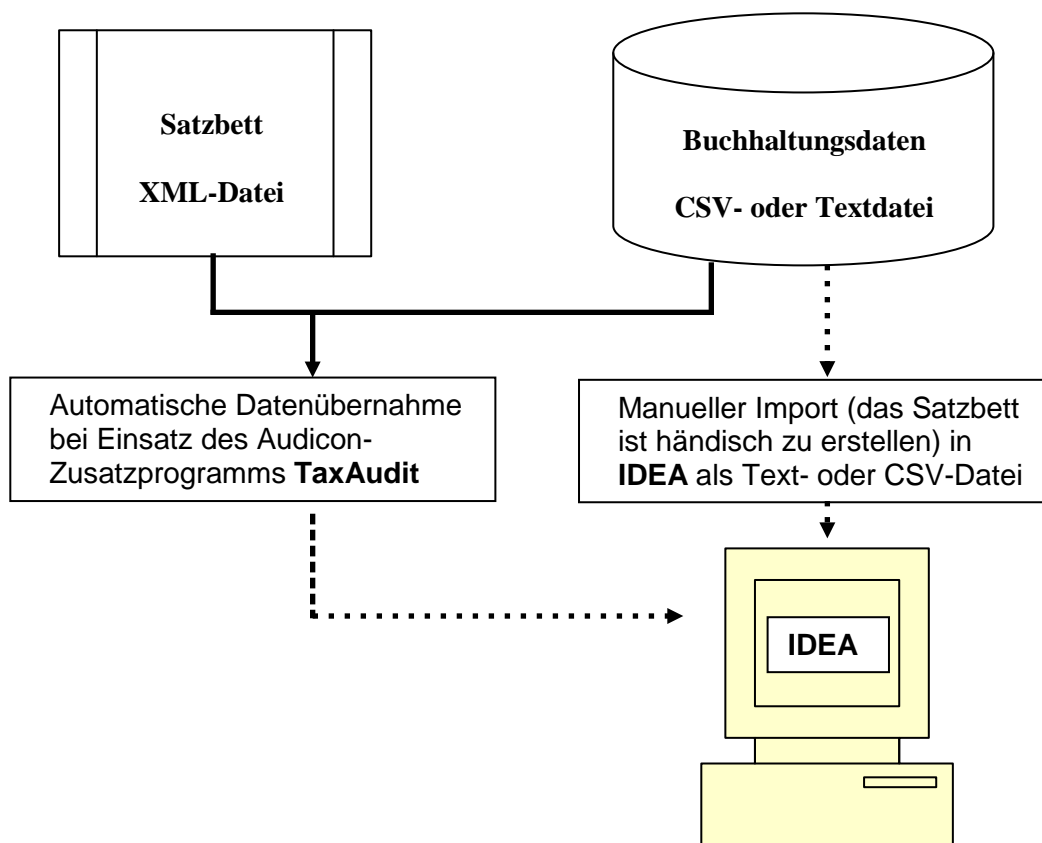 Satzbett
XML-Datei
Buchhaltungsdaten
CSV- oder Textdatei
Automatische Datenübernahme
bei Einsatz des Audicon-
Zusatzprogramms TaxAudit
Manueller Import (das Satzbett
ist händisch zu erstellen) in
IDEA als Text- oder CSV-Datei
IDEA